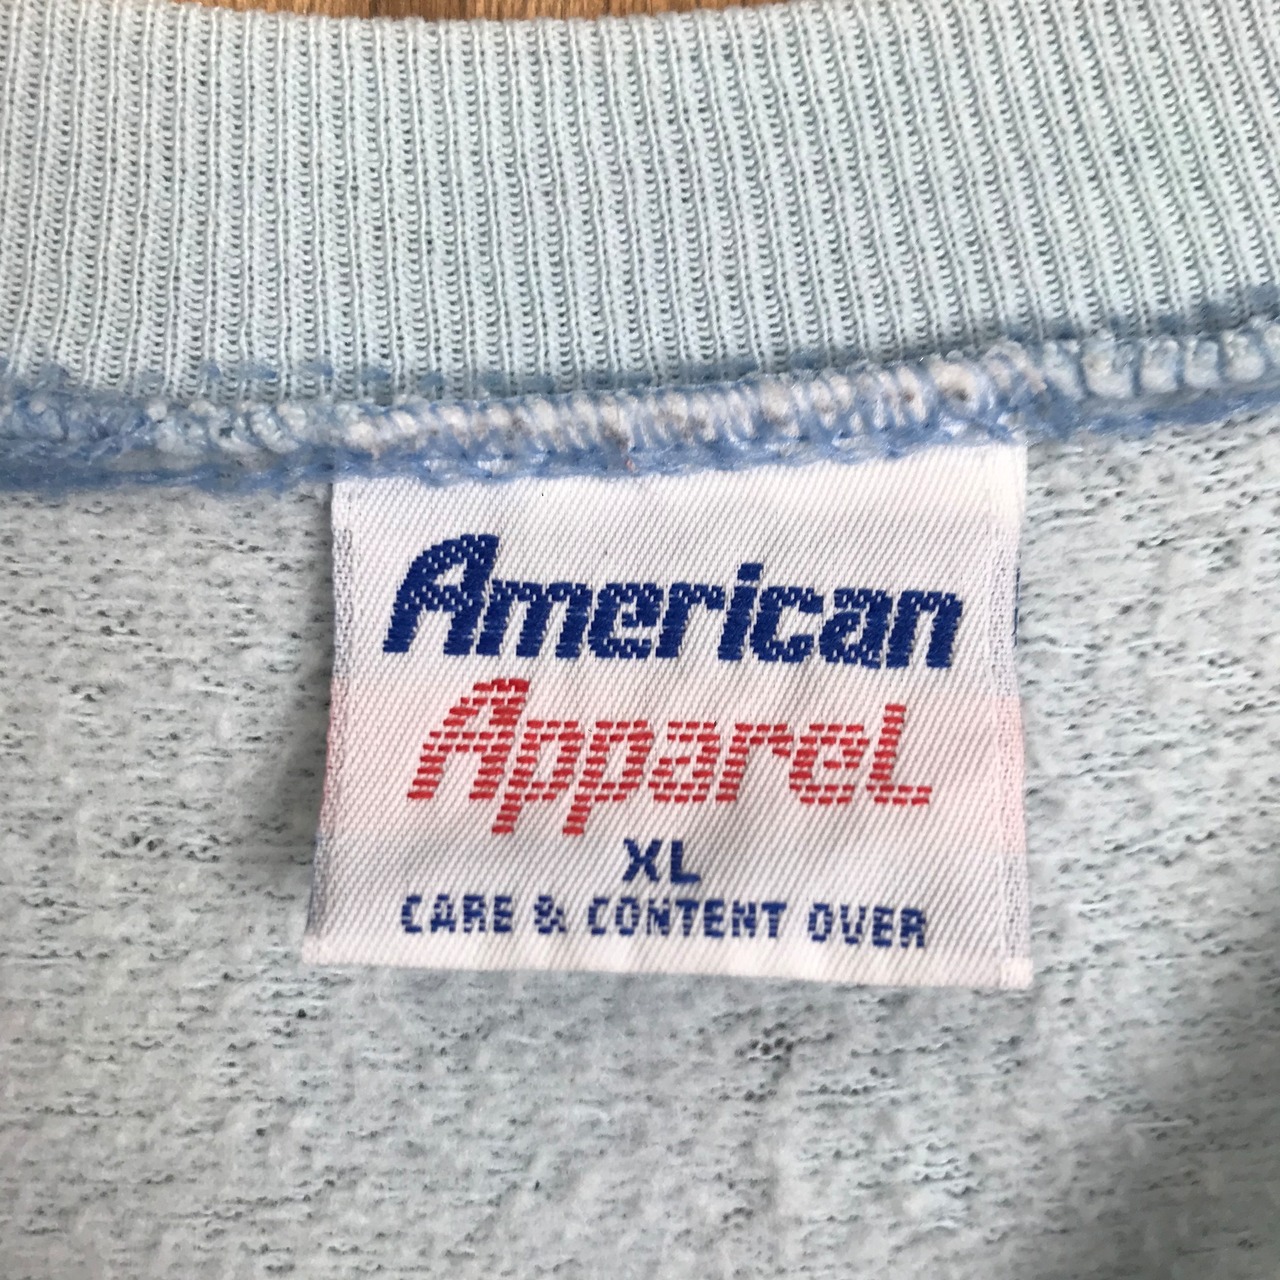 American
Apparel
XL
CARE & CONTENT OVER